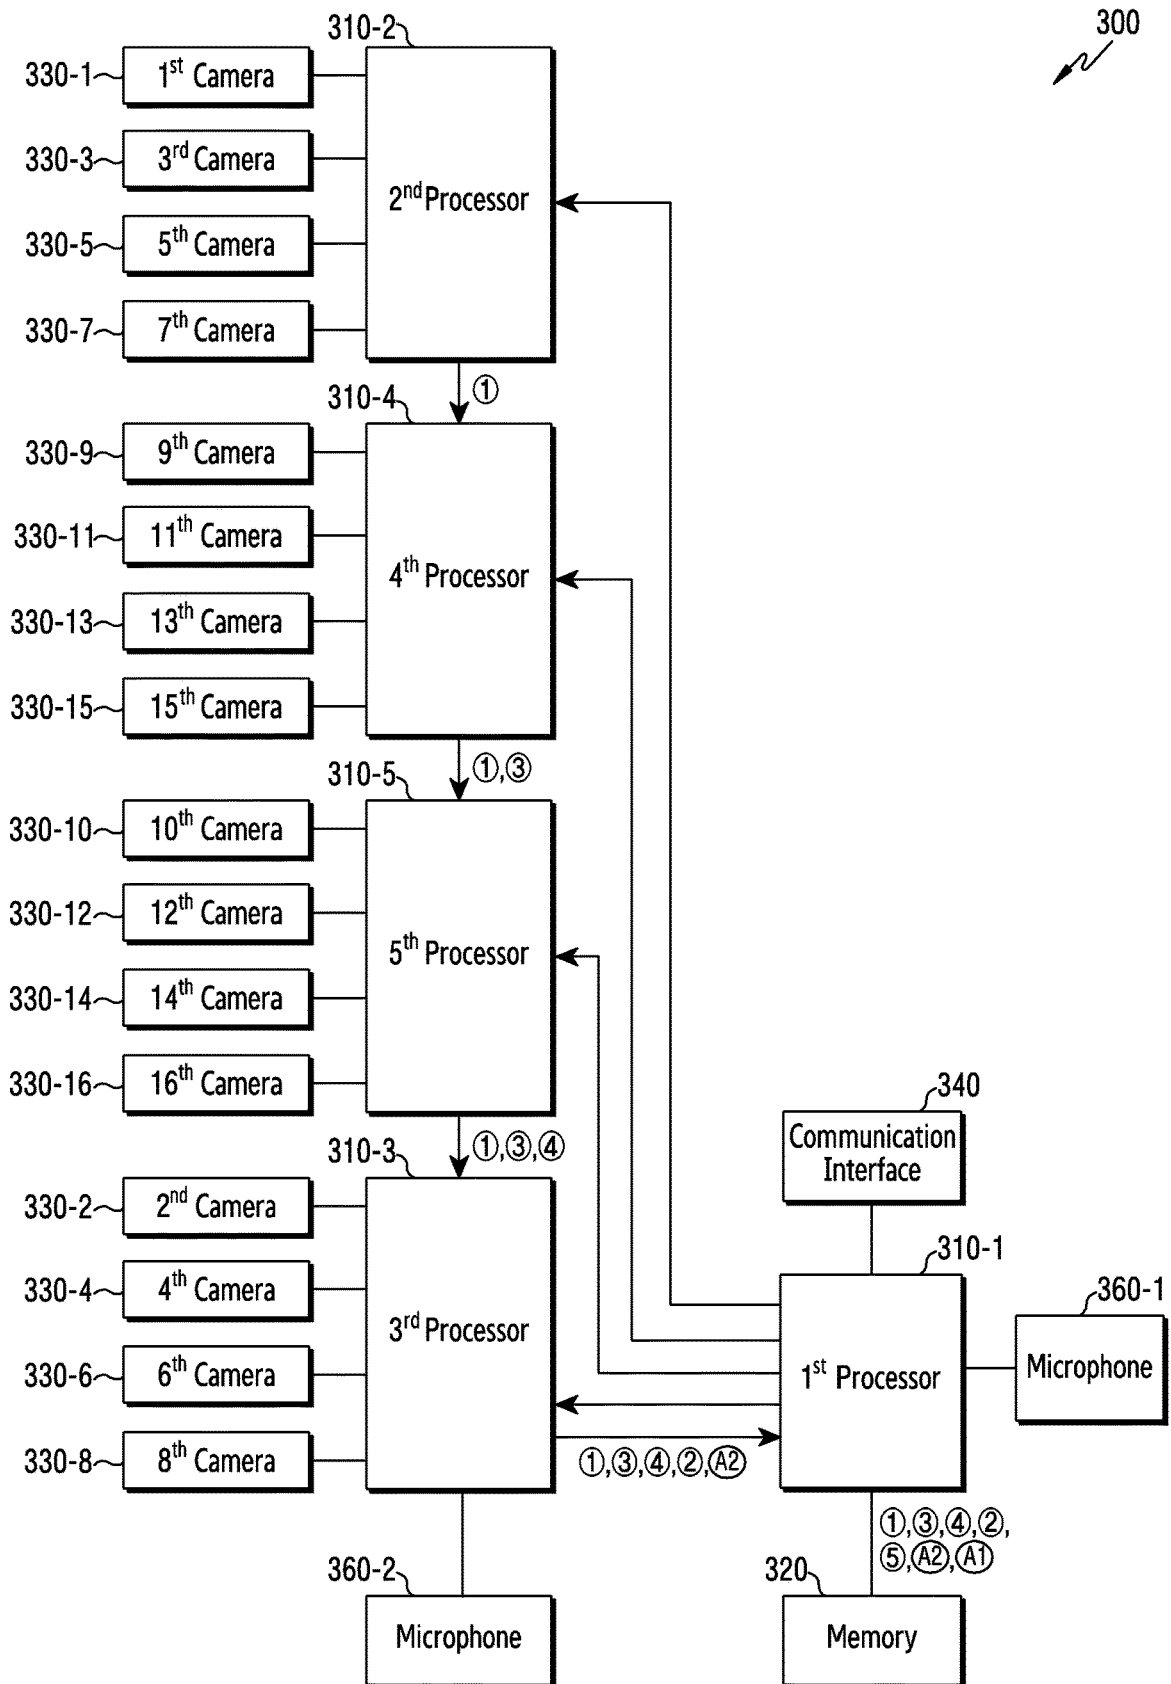 300
310-2
330-1
1st Camera
330-3
3rd Camera
2nd Processor
330-5
5th Camera
330-7
7th Camera
①
310-4
330-9
9th Camera
330-11
11th Camera
4th Processor
330-13
13th Camera
330-15
15th Camera
①,③
310-5
330-10
10th Camera
330-12
12th Camera
5th Processor
330-14
14th Camera
330-16
16th Camera
①,③,④
310-3
330-2
2nd Camera
330-4
4th Camera
3rd Processor
330-6
6th Camera
330-8
8th Camera
340
Communication
Interface
310-1
1st Processor
360-1
Microphone
①,③,④,②,A2
①,③,④,②,
⑤,A2,A1
360-2
Microphone
320
Memory